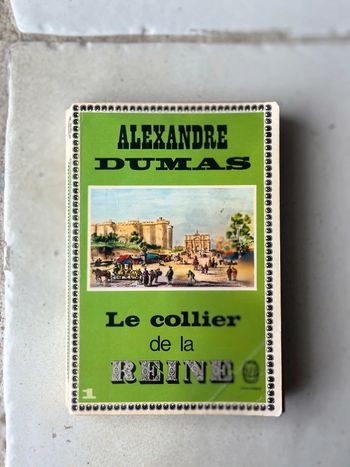 ALEXANDRE
DUMAS
Le collier
de la
REINE
1